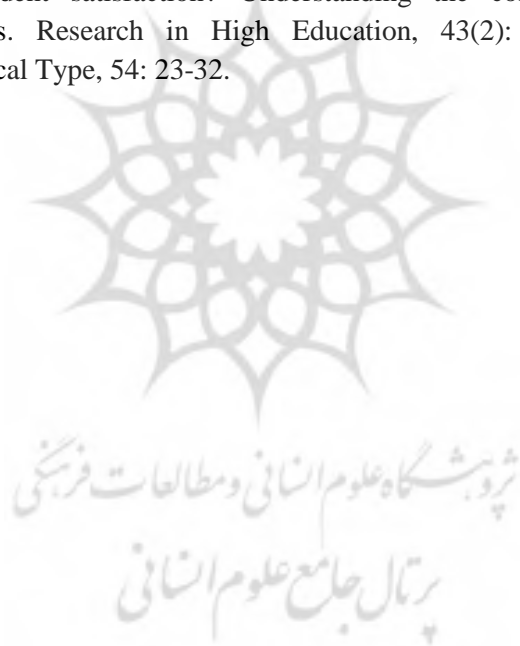 dent satisfaction? Understanding the co
s. Research in High Education, 43(2):
cal Type, 54: 23-32.
پژوهشگاه علوم انسانی و مطالعات فرهنگی
پرتال جامع علوم انسانی